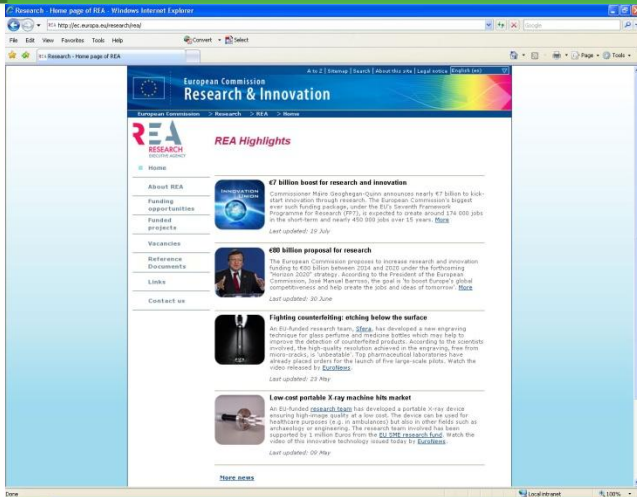 Research - Home page of REA - Windows Internet Explorer
http://ec.europa.eu/research/rea/
Google
File Edit View Favorites Tools Help
Convert Select
Research - Home page of REA
Page Tools
A to Z | Sitemap | Search | About this site | Legal notice English (en)
European Commission
Research & Innovation
European Commission > Research > REA > Home
REA
RESEARCH
EXECUTIVE AGENCY
REA Highlights
Home
About REA
Funding
opportunities
Funded
projects
Vacancies
Reference
Documents
Links
Contact us
INNOVATION
UNION
€7 billion boost for research and innovation
Commissioner Máire Geoghegan-Quinn announces nearly €7 billion to kick-
start innovation through research. The European Commission's biggest
ever such funding package, under the EU's Seventh Framework
Programme for Research (FP7), is expected to create around 174 000 jobs
in the short-term and nearly 450 000 jobs over 15 years. More
Last updated: 19 July
€80 billion proposal for research
The European Commission proposes to increase research and innovation
funding to €80 billion between 2014 and 2020 under the forthcoming
"Horizon 2020" strategy. According to the President of the European
Commission, José Manuel Barroso, the goal is 'to boost Europe's global
competitiveness and help create the jobs and ideas of tomorrow'. More
Last updated: 30 June
Fighting counterfeiting: etching below the surface
An EU-funded research team, Sfera, has developed a new engraving
technique for glass perfume and medicine bottles which may help to
improve the detection of counterfeited products. According to the scientists
involved, the high-quality resolution achieved in the engraving, free from
micro-cracks, is 'unbeatable'. Top pharmaceutical laboratories have
already placed orders for the launch of five large-scale pilots. Watch the
video released by EuroNews.
Last updated: 23 May
Low-cost portable X-ray machine hits market
An EU-funded research team has developed a portable X-ray device
ensuring high-image quality at a low cost. The device can be used for
healthcare purposes (e.g. in ambulances) but also in other fields such as
archaeology or engineering. The research team involved has been
supported by 1 million Euros from the EU SME research fund. Watch the
video of this innovative technology issued today by EuroNews.
Last updated: 09 May
More news
Done
Local intranet
100%